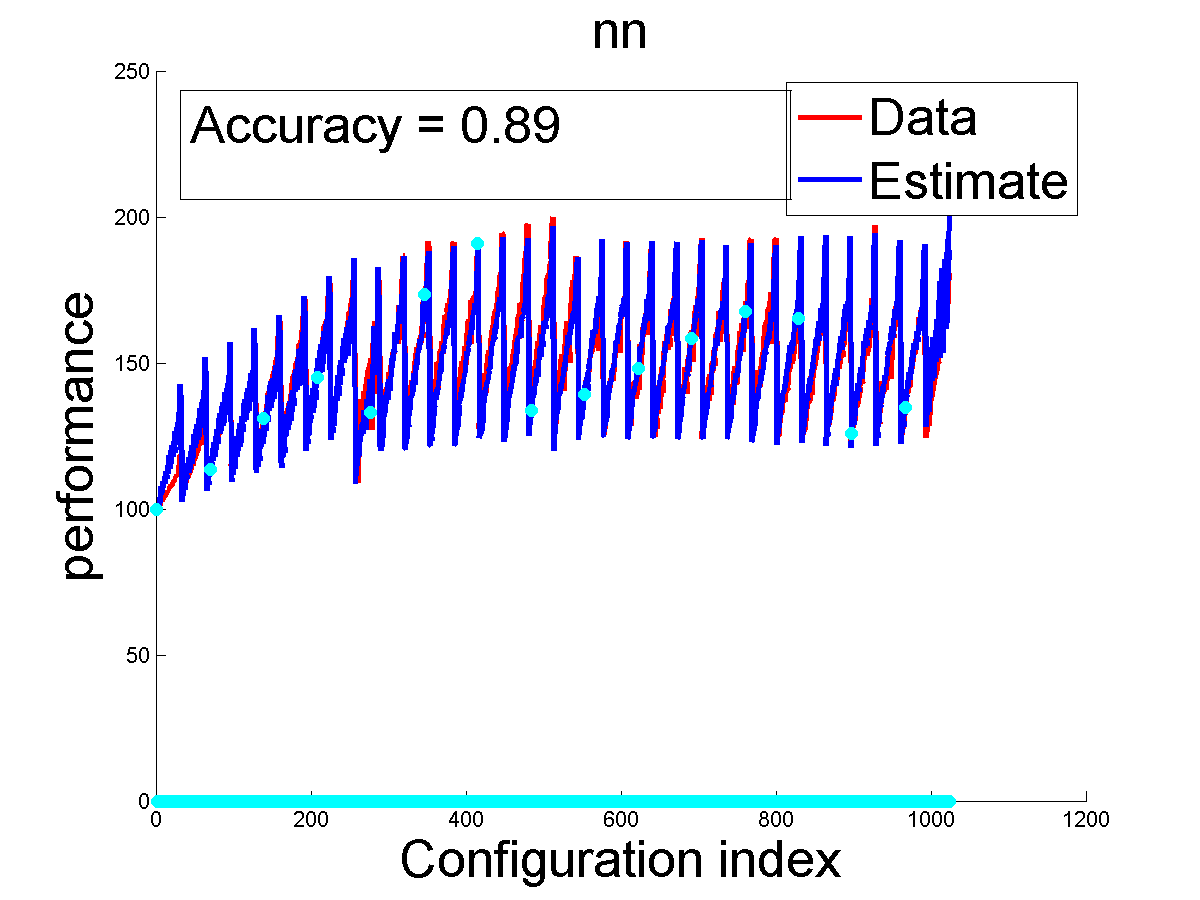 nn
Accuracy = 0.89
Data
Estimate
performance
250
200
150
100
50
0
0 200 400 600 800 1000 1200
Configuration index